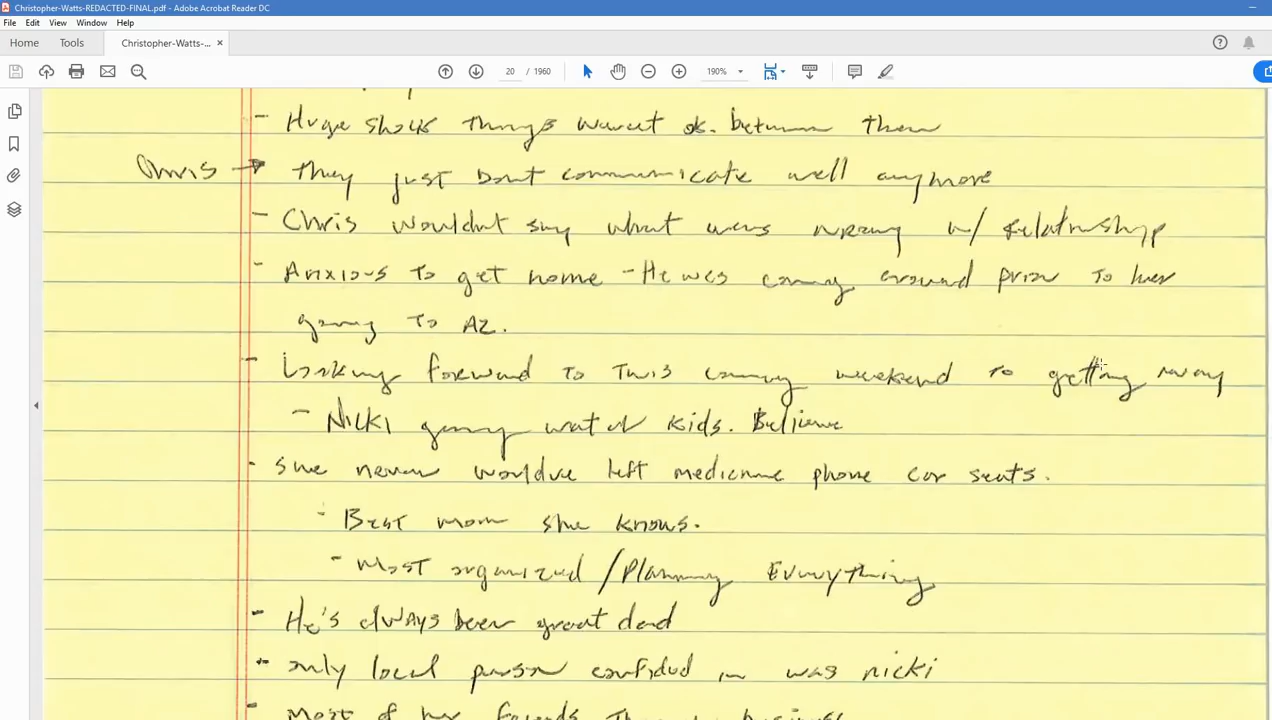 Christopher-Watts-REDACTED-FINAL.pdf - Adobe Acrobat Reader DC
File Edit View Window Help
Home Tools Christopher-Watts-... ×
20 / 1960 190%
- Huge shock things weren't ok. between them
Chris → They just Dont communicate well anymore
- Chris wouldnt say what was wrong w/ Relationship
- Anxious to get home - He was coming around prior to her
going to AZ.
- Looking forward to This coming weekend to getting away
- Nicki going watch kids. Believe
- she never would've left medicine phone car seats.
- Best mom she knows.
- most organized / Planning Everything
- He's always been great dad
- only local person confided in was nicki
- Most of her friends